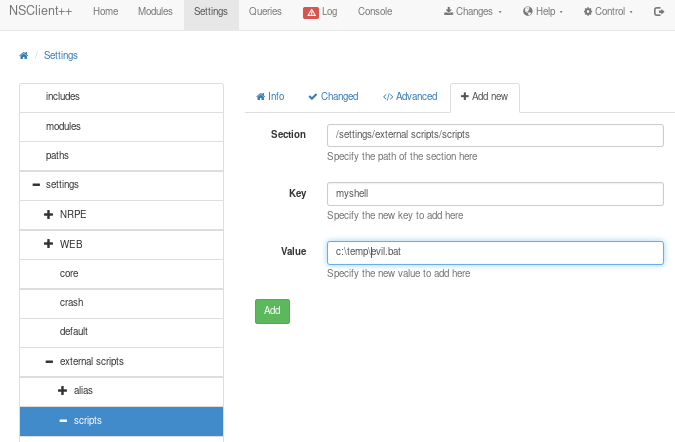 NSClient++ Home Modules Settings Queries Log Console Changes Help Control
/ Settings
includes
modules
paths
settings
NRPE
WEB
core
crash
default
external scripts
alias
scripts
Info Changed Advanced Add new
Section /settings/external scripts/scripts
Specify the path of the section here
Key myshell
Specify the new key to add here
Value c:\temp\evil.bat
Specify the new value to add here
Add